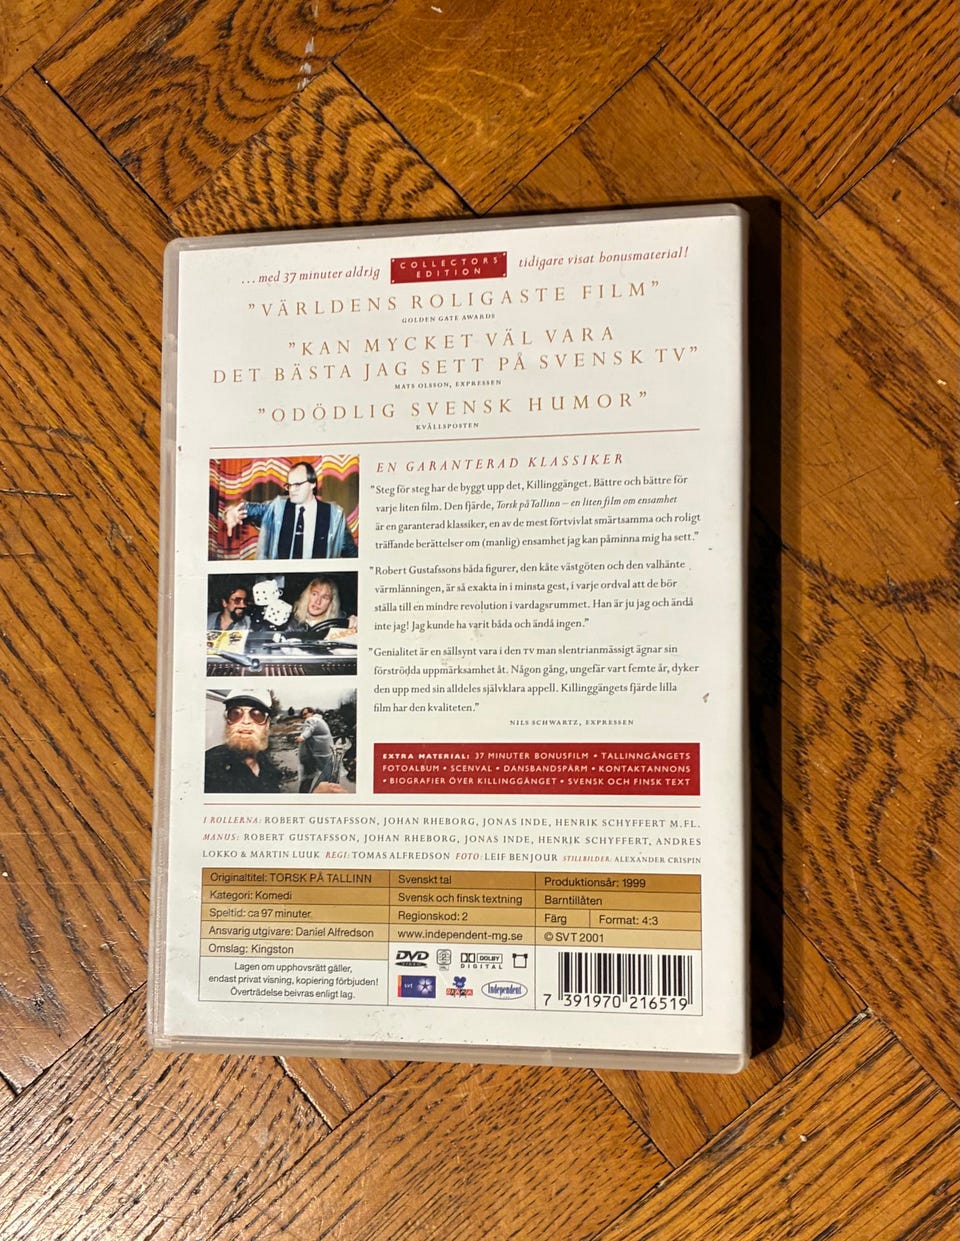 ...med 37 minuter aldrig COLLECTORS' EDITION tidigare visat bonusmaterial!
"VÄRLDENS ROLIGASTE FILM"
GOLDEN GATE AWARDS
"KAN MYCKET VÄL VARA
DET BÄSTA JAG SETT PÅ SVENSK TV"
MATS OLSSON, EXPRESSEN
"ODÖDLIG SVENSK HUMOR"
KVÄLLSPOSTEN
EN GARANTERAD KLASSIKER
"Steg för steg har de byggt upp det, Killinggänget. Bättre och bättre för
varje liten film. Den fjärde, Torsk på Tallinn – en liten film om ensamhet
är en garanterad klassiker, en av de mest förtvivlat smärtsamma och roligt
träffande berättelser om (manlig) ensamhet jag kan påminna mig ha sett."
"Robert Gustafssons båda figurer, den kåte västgöten och den valhänte
värmlänningen, är så exakta in i minsta gest, i varje ordval att de bör
ställa till en mindre revolution i vardagsrummet. Han är ju jag och ändå
inte jag! Jag kunde ha varit båda och ändå ingen."
"Genialitet är en sällsynt vara i den TV man slentrianmässigt ägnar sin
förströdda uppmärksamhet åt. Någon gång, ungefär vart femte år, dyker
den upp med sin alldeles självklara appell. Killinggängets fjärde lilla
film har den kvaliteten."
NILS SCHWARTZ, EXPRESSEN
EXTRA MATERIAL: 37 MINUTER BONUSFILM • TALLINNGÄNGETS
FOTOALBUM • SCENVAL • DANSBANDSPÄRM • KONTAKTANNONS
• BIOGRAFIER ÖVER KILLINGGÄNGET • SVENSK OCH FINSK TEXT
I ROLLERNA: ROBERT GUSTAFSSON, JOHAN RHEBORG, JONAS INDE, HENRIK SCHYFFERT M.FL.
MANUS: ROBERT GUSTAFSSON, JOHAN RHEBORG, JONAS INDE, HENRIK SCHYFFERT, ANDRES
LOKKO & MARTIN LUUK REGI: TOMAS ALFREDSON FOTO: LEIF BENJOUR STILLBILDER: ALEXANDER CRISPIN
Originaltitel: TORSK PÅ TALLINN
Kategori: Komedi
Speltid: ca 97 minuter
Ansvarig utgivare: Daniel Alfredson
Omslag: Kingston
Lagen om upphovsrätt gäller,
endast privat visning, kopiering förbjuden!
Överträdelse beivras enligt lag.
Svenskt tal
Svensk och finsk textning
Regionskod: 2
www.independent-mg.se
DVD VIDEO 2 DOLBY DIGITAL
svt Independent
Produktionsår: 1999
Barntillåten
Färg Format: 4:3
© SVT 2001
7 391970 216519